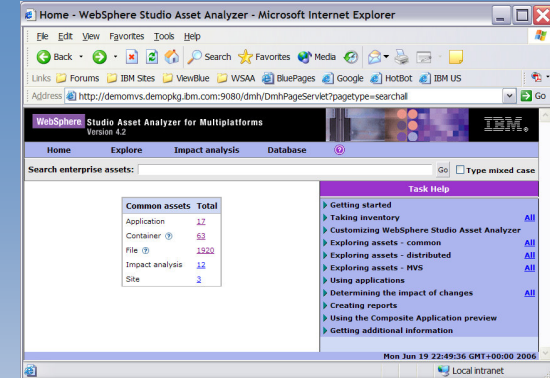 Home - WebSphere Studio Asset Analyzer - Microsoft Internet Explorer
File Edit View Favorites Tools Help
Back Search Favorites Media
Links Forums IBM Sites ViewBlue WSAA BluePages Google HotBot IBM US
Address http://demomvs.demopkg.ibm.com:9080/dmh/DmhPageServlet?pagetype=searchall Go
WebSphere Studio Asset Analyzer for Multiplatforms
Version 4.2
IBM
Home Explore Impact analysis Database ?
Search enterprise assets: Go Type mixed case
Task Help
Common assets Total
Application 17
Container ? 63
File ? 1920
Impact analysis 12
Site 3
Getting started
Taking inventory All
Customizing WebSphere Studio Asset Analyzer
Exploring assets - common All
Exploring assets - distributed All
Exploring assets - MVS All
Using applications
Determining the impact of changes All
Creating reports
Using the Composite Application preview
Getting additional information
Mon Jun 19 22:49:36 GMT+00:00 2006
Local intranet